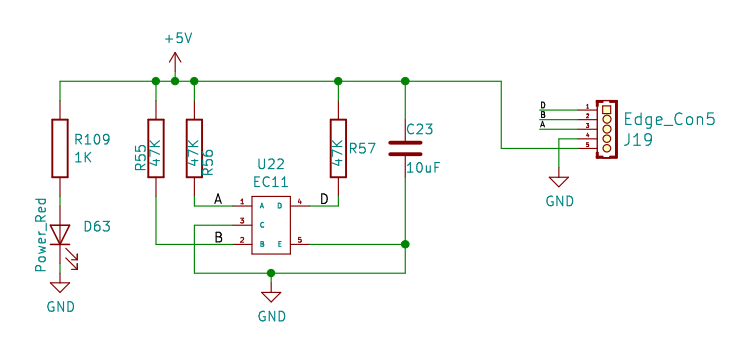 +5V
R109
1K
R55
47K
47K
R56
47K
R57
C23
10uF
U22
EC11
A
B
D
1
3
2
A
C
B
D
E
4
5
Power_Red
D63
GND
GND
D
B
A
1
2
3
4
5
Edge_Con5
J19
GND